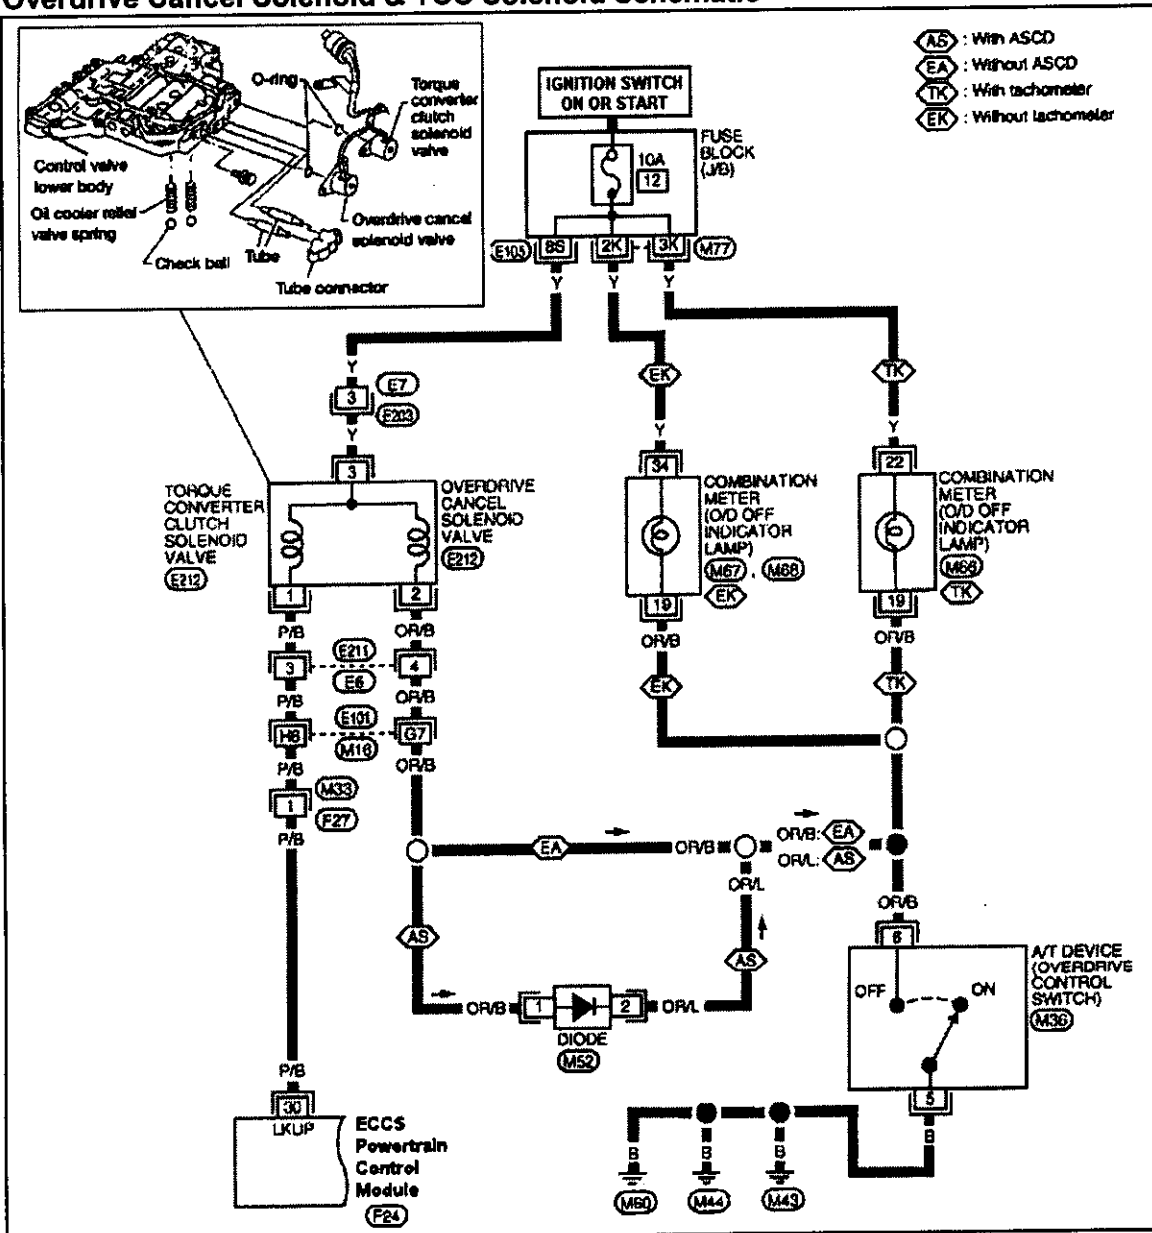 Overdrive Cancel Solenoid & TCC Solenoid Schematic
AS : With ASCD
EA : Without ASCD
TK : With tachometer
EK : Without tachometer
O-ring
Torque
converter
clutch
solenoid
valve
Control valve
lower body
Oil cooler relief
valve spring
Check ball
Tube
Overdrive cancel
solenoid valve
Tube connector
IGNITION SWITCH
ON OR START
FUSE
BLOCK
(J/B)
10A
12
E105
8S
2K
3K
M77
Y
Y
Y
Y
3
E7
E203
Y
3
EK
TK
Y
Y
34
22
TORQUE
CONVERTER
CLUTCH
SOLENOID
VALVE
E212
OVERDRIVE
CANCEL
SOLENOID
VALVE
E212
COMBINATION
METER
(O/D OFF
INDICATOR
LAMP)
M67 , M68
EK
COMBINATION
METER
(O/D OFF
INDICATOR
LAMP)
M66
TK
1
2
19
19
P/B
OR/B
OR/B
OR/B
3
E211
E6
4
P/B
OR/B
EK
TK
H8
E101
M16
G7
P/B
OR/B
1
M33
F27
P/B
EA
OR/B
OR/B: EA
OR/L: AS
OR/L
OR/B
AS
AS
6
OR/B
1
2
OR/L
DIODE
M52
OFF
ON
A/T DEVICE
(OVERDRIVE
CONTROL
SWITCH)
M36
5
B
P/B
30
LKUP
ECCS
Powertrain
Control
Module
F24
B
B
B
M60
M44
M43